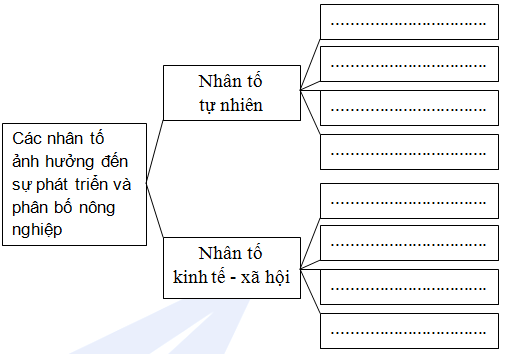 Các nhân tố
ảnh hưởng đến
sự phát triển và
phân bố nông
nghiệp
Nhân tố
tự nhiên
...............................
...............................
...............................
...............................
Nhân tố
kinh tế - xã hội
...............................
...............................
...............................
...............................